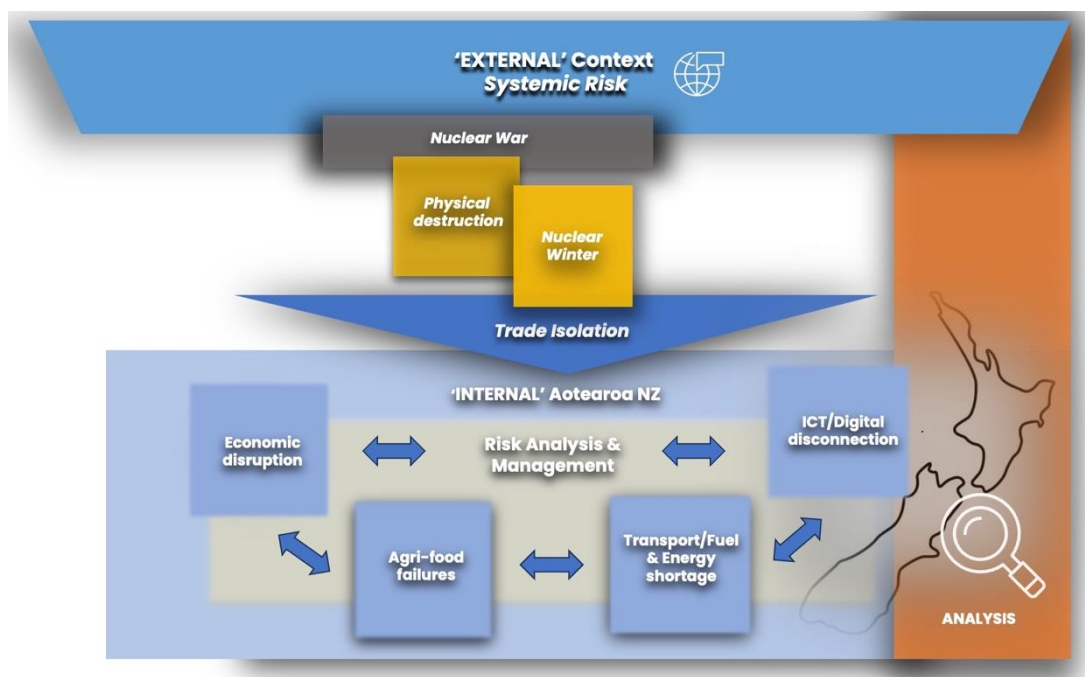 ‘EXTERNAL’ Context
Systemic Risk
Nuclear War
Physical
destruction
Nuclear
Winter
Trade Isolation
‘INTERNAL’ Aotearoa NZ
Economic
disruption
Risk Analysis &
Management
ICT/Digital
disconnection
Agri-food
failures
Transport/Fuel
& Energy
shortage
ANALYSIS